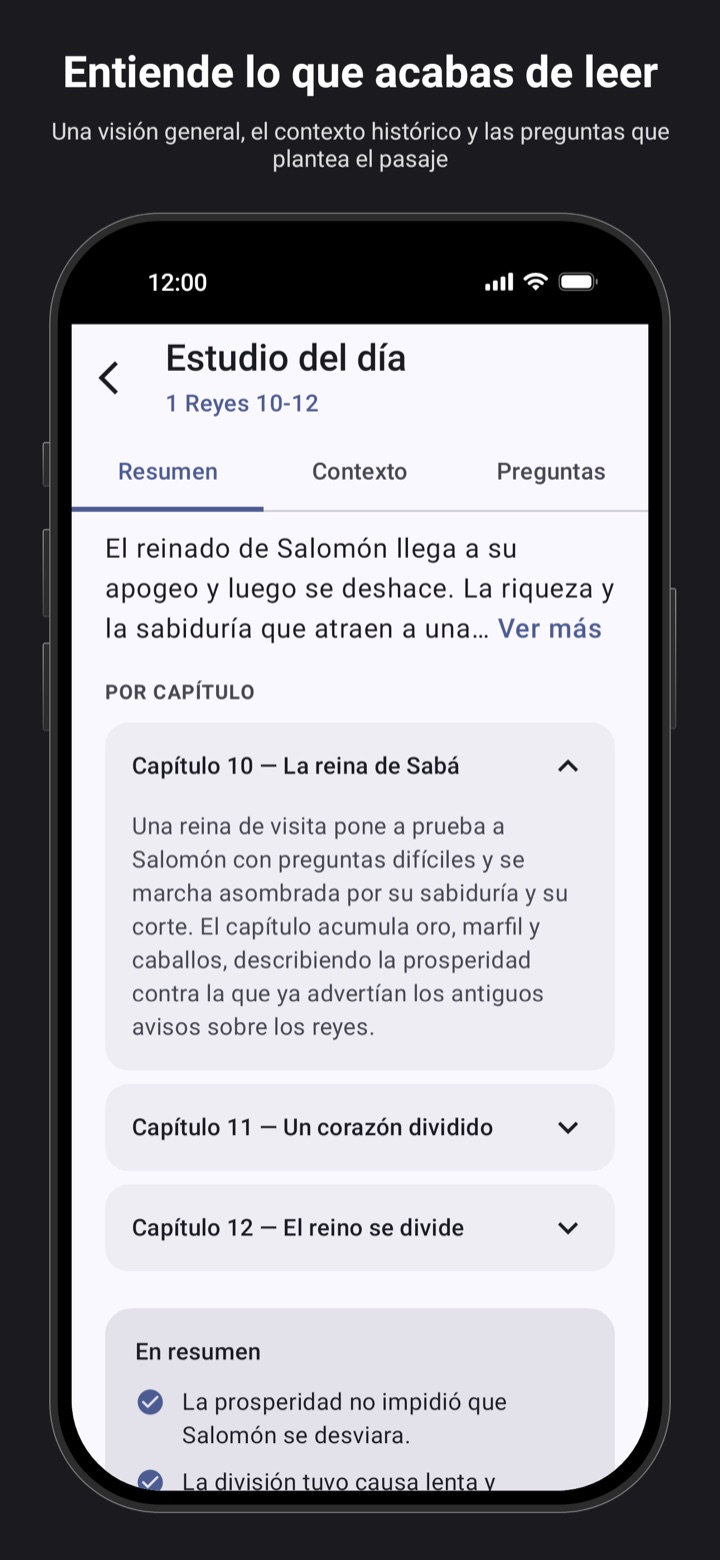 Entiende lo que acabas de leer
Una visión general, el contexto histórico y las preguntas que
plantea el pasaje
12:00
Estudio del día
1 Reyes 10-12
Resumen
Contexto
Preguntas
El reinado de Salomón llega a su
apogeo y luego se deshace. La riqueza y
la sabiduría que atraen a una... Ver más
POR CAPÍTULO
Capítulo 10 — La reina de Sabá
Una reina de visita pone a prueba a
Salomón con preguntas difíciles y se
marcha asombrada por su sabiduría y su
corte. El capítulo acumula oro, marfil y
caballos, describiendo la prosperidad
contra la que ya advertían los antiguos
avisos sobre los reyes.
Capítulo 11 — Un corazón dividido
Capítulo 12 — El reino se divide
En resumen
La prosperidad no impidió que
Salomón se desviara.
La división tuvo causa lenta y